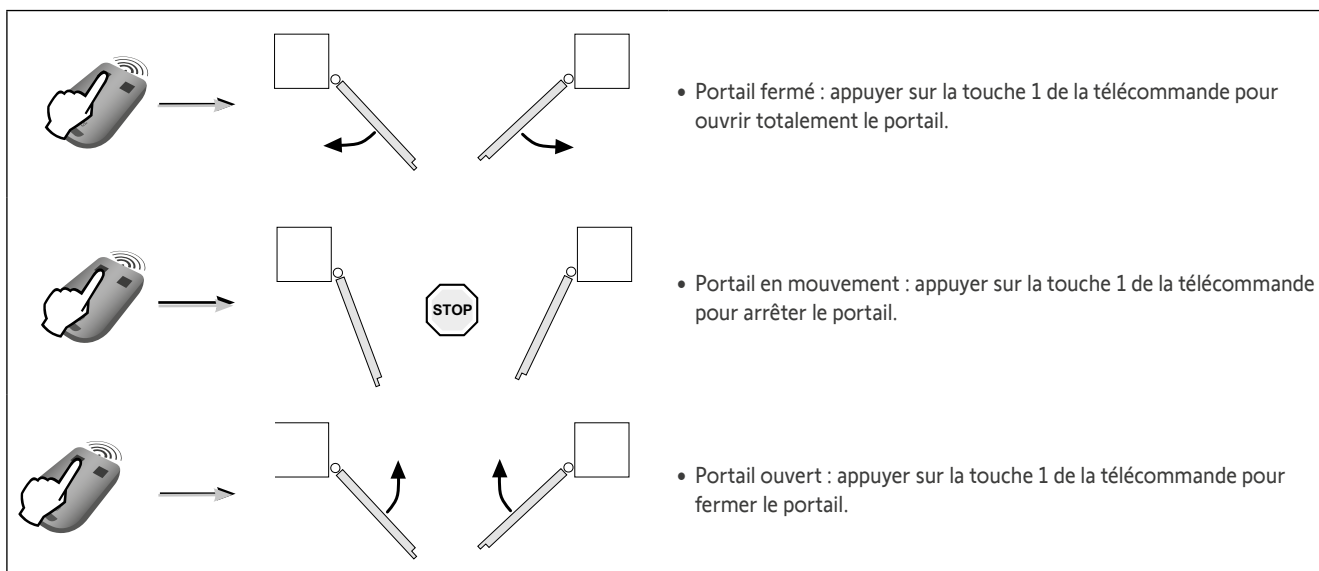 • Portail fermé : appuyer sur la touche 1 de la télécommande pour
ouvrir totalement le portail.
STOP
• Portail en mouvement : appuyer sur la touche 1 de la télécommande
pour arrêter le portail.
• Portail ouvert : appuyer sur la touche 1 de la télécommande pour
fermer le portail.